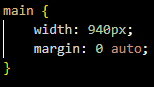 main {
    width: 940px;
    margin: 0 auto;
}